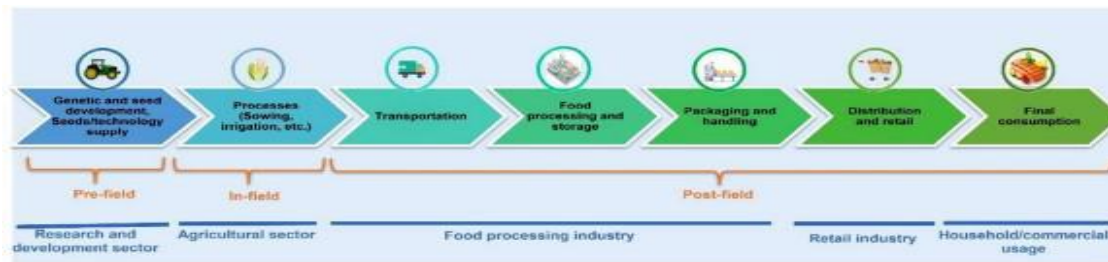 Genetic and seed
development,
Seeds/technology
supply
Processes
(Sowing,
irrigation, etc.)
Transportation
Food
processing and
storage
Packaging and
handling
Distribution
and retail
Final
consumption
Pre-field
In-field
Post-field
Research and
development sector
Agricultural sector
Food processing industry
Retail industry
Household/commercial
usage